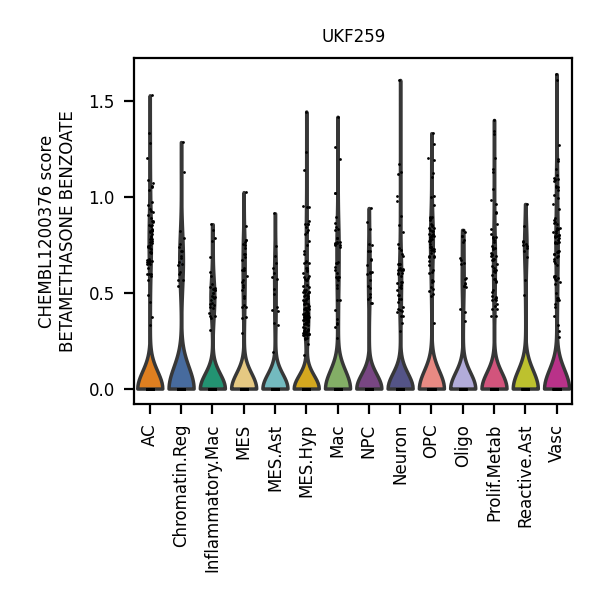 UKF259
CHEMBL1200376 score
BETAMETHASONE BENZOATE
1.5
1.0
0.5
0.0
AC
Chromatin.Reg
Inflammatory.Mac
MES
MES.Ast
MES.Hyp
Mac
NPC
Neuron
OPC
Oligo
Prolif.Metab
Reactive.Ast
Vasc